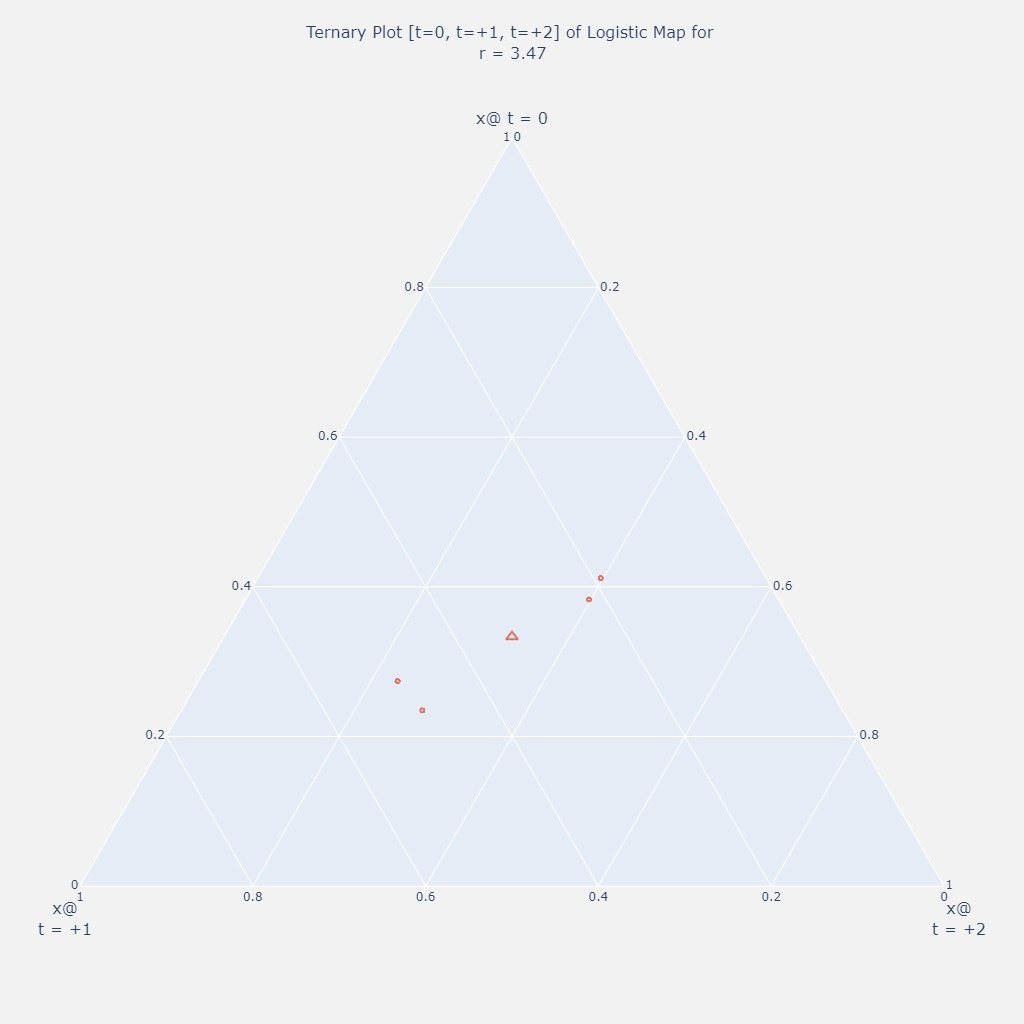 Ternary Plot [t=0, t=+1, t=+2] of Logistic Map for
r = 3.47
x@ t = 0
1 0
0.8 0.2
0.6 0.4
0.4 0.6
0.2 0.8
0 1
1 0.8 0.6 0.4 0.2 0
x@ x@
t = +1 t = +2